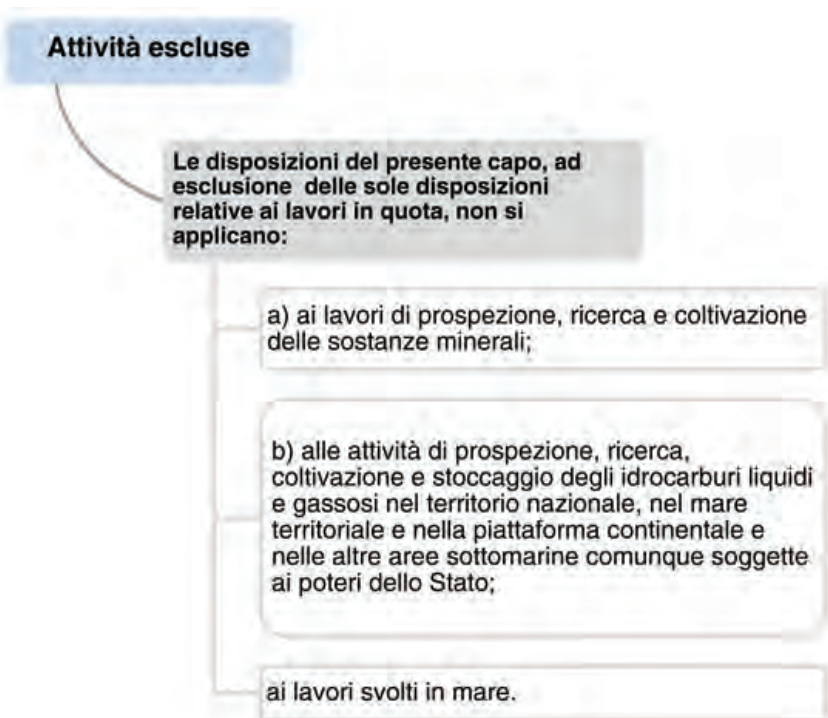 Attività escluse
Le disposizioni del presente capo, ad
esclusione delle sole disposizioni
relative ai lavori in quota, non si
applicano:
a) ai lavori di prospezione, ricerca e coltivazione
delle sostanze minerali;
b) alle attività di prospezione, ricerca,
coltivazione e stoccaggio degli idrocarburi liquidi
e gassosi nel territorio nazionale, nel mare
territoriale e nella piattaforma continentale e
nelle altre aree sottomarine comunque soggette
ai poteri dello Stato;
ai lavori svolti in mare.